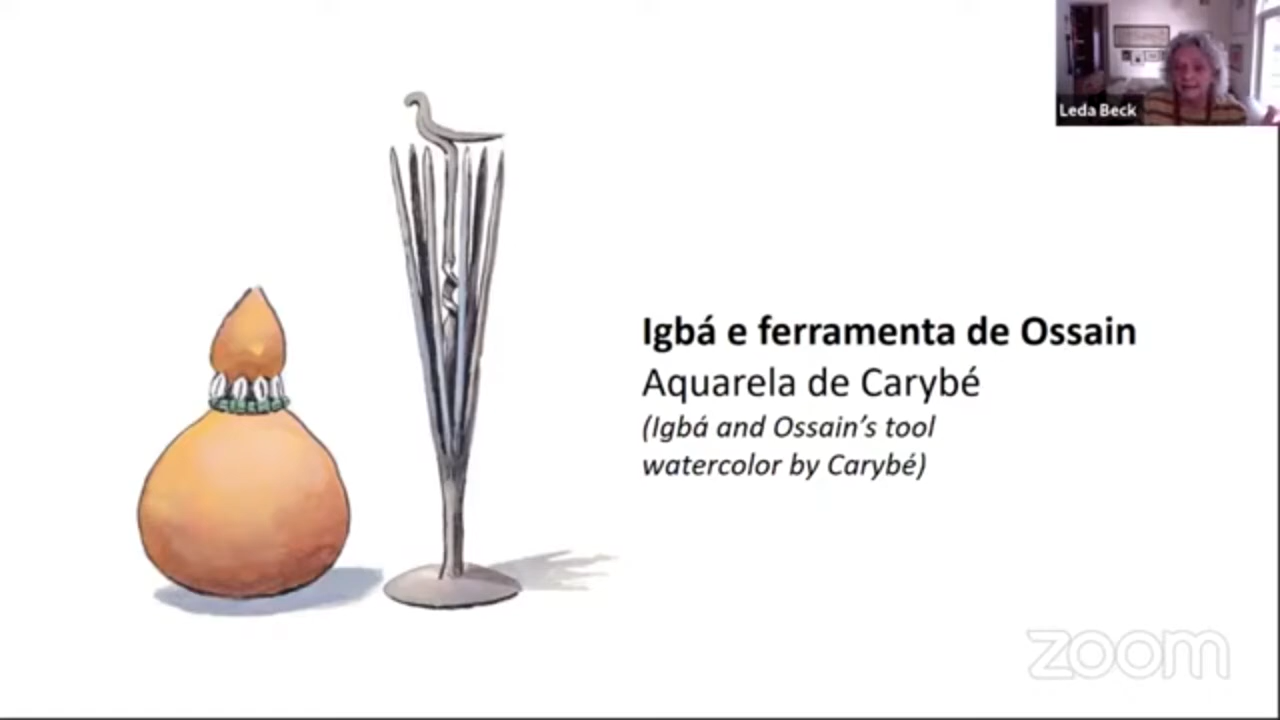 Leda Beck
Igbá e ferramenta de Ossain
Aquarela de Carybé
(Igbá and Ossain's tool
watercolor by Carybé)
zoom